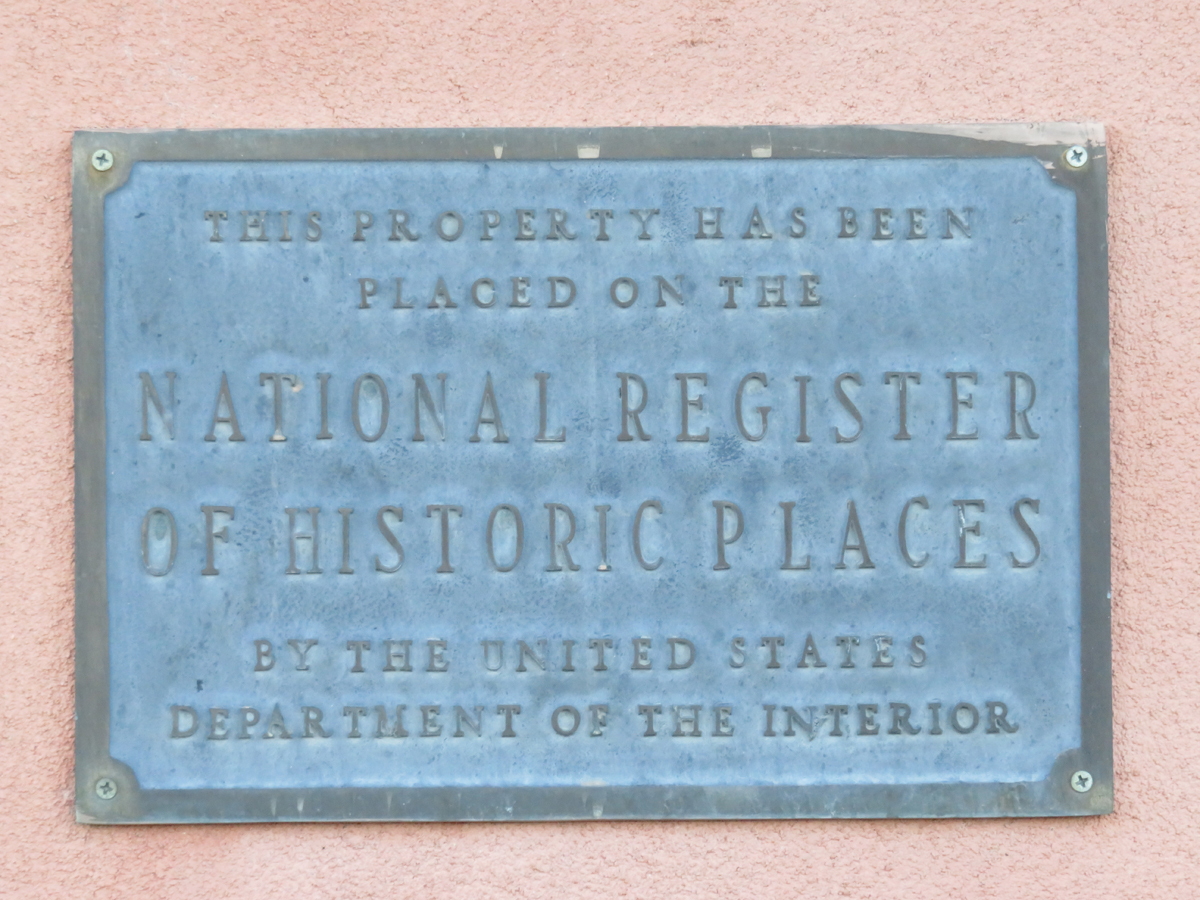 THIS PROPERTY HAS BEEN
PLACED ON THE
NATIONAL REGISTER
OF HISTORIC PLACES
BY THE UNITED STATES
DEPARTMENT OF THE INTERIOR